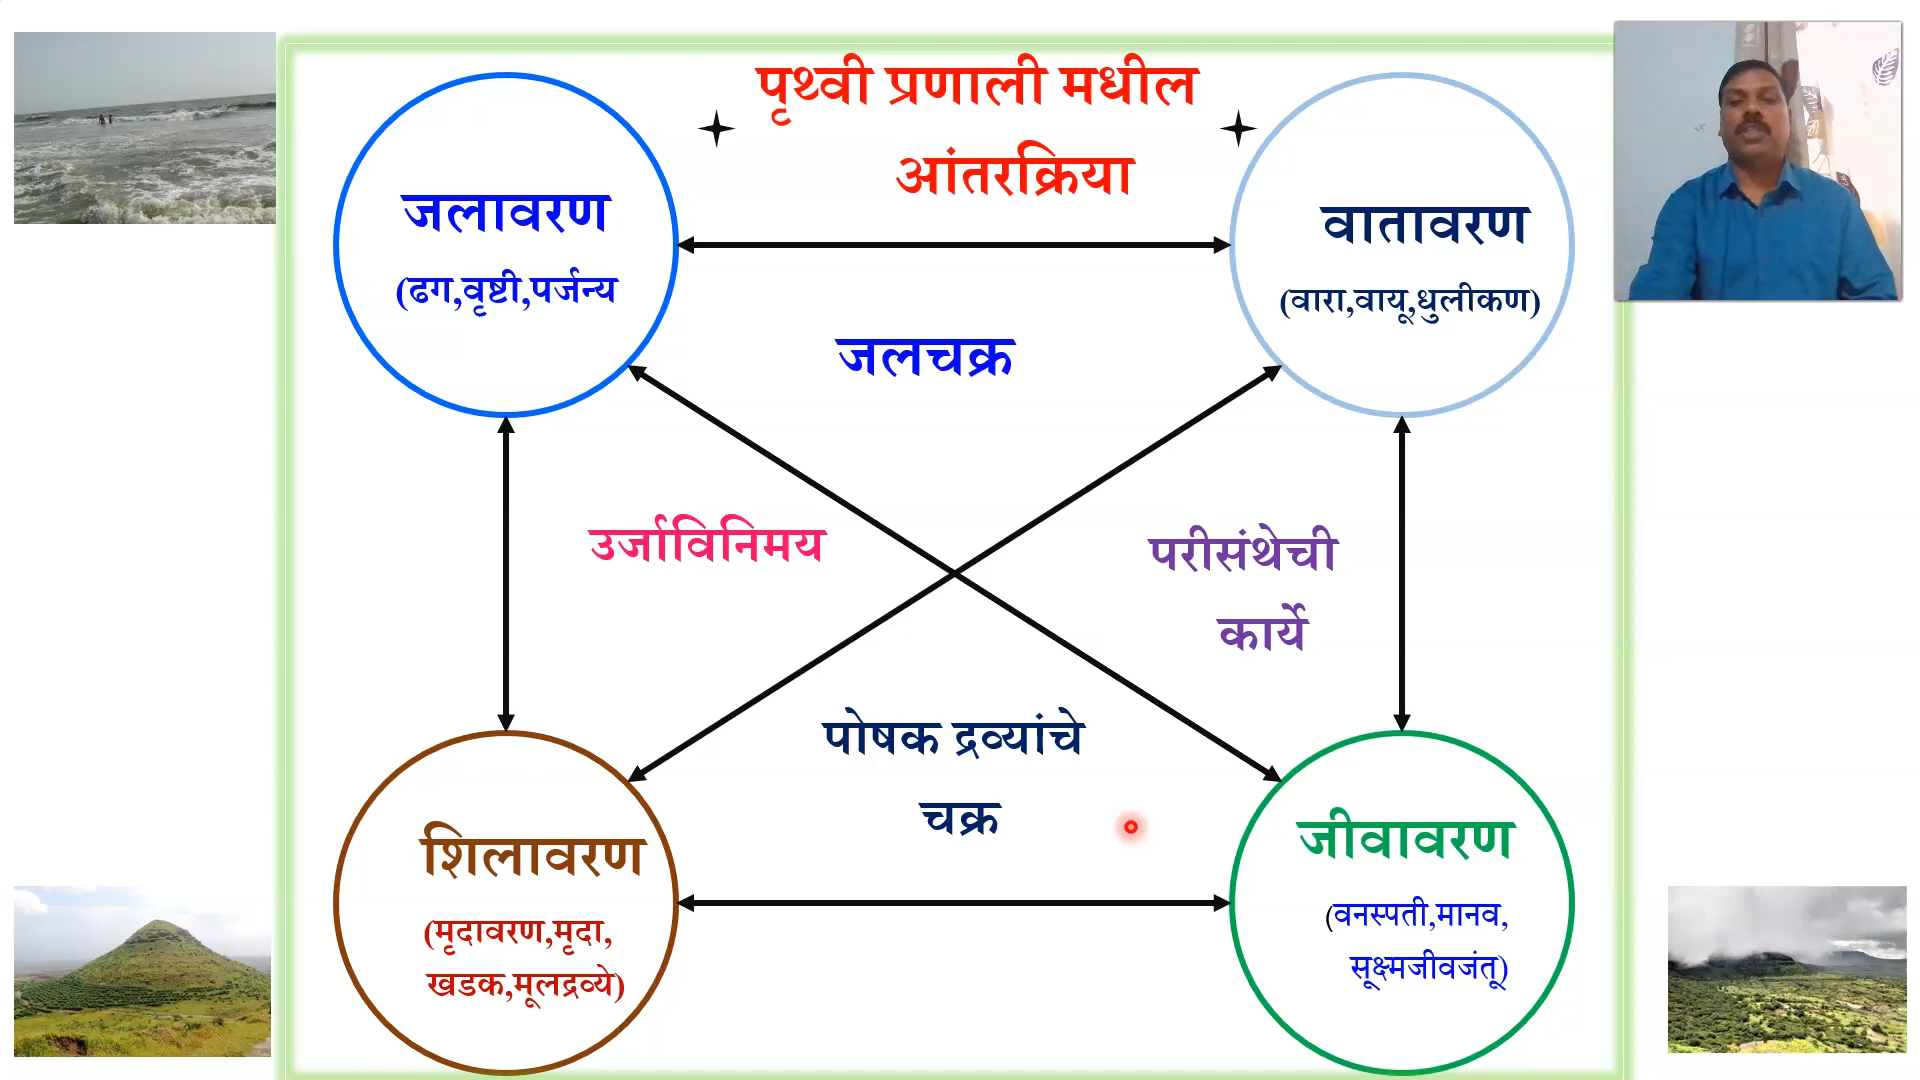 पृथ्वी प्रणाली मधील
आंतरक्रिया
जलावरण
(ढग,वृष्टी,पर्जन्य
वातावरण
(वारा,वायू,धुलीकण)
जलचक्र
उर्जाविनिमय
परीसंथेची
कार्ये
पोषक द्रव्यांचे
चक्र
शिलावरण
(मृदावरण,मृदा,
खडक,मूलद्रव्ये)
जीवावरण
(वनस्पती,मानव,
सूक्ष्मजीवजंतू)